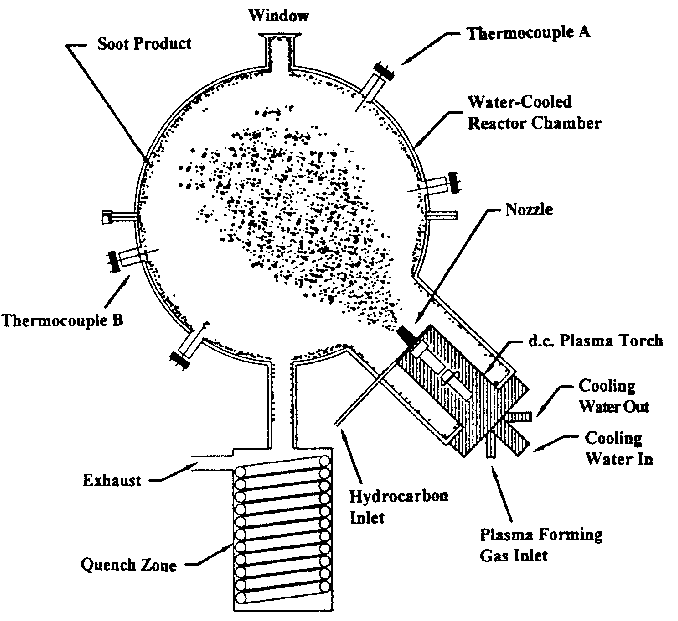 Window
Soot Product
Thermocouple A
Water-Cooled
Reactor Chamber
Nozzle
Thermocouple B
d.c. Plasma Torch
Cooling
Water Out
Cooling
Water In
Exhaust
Hydrocarbon
Inlet
Plasma Forming
Gas Inlet
Quench Zone